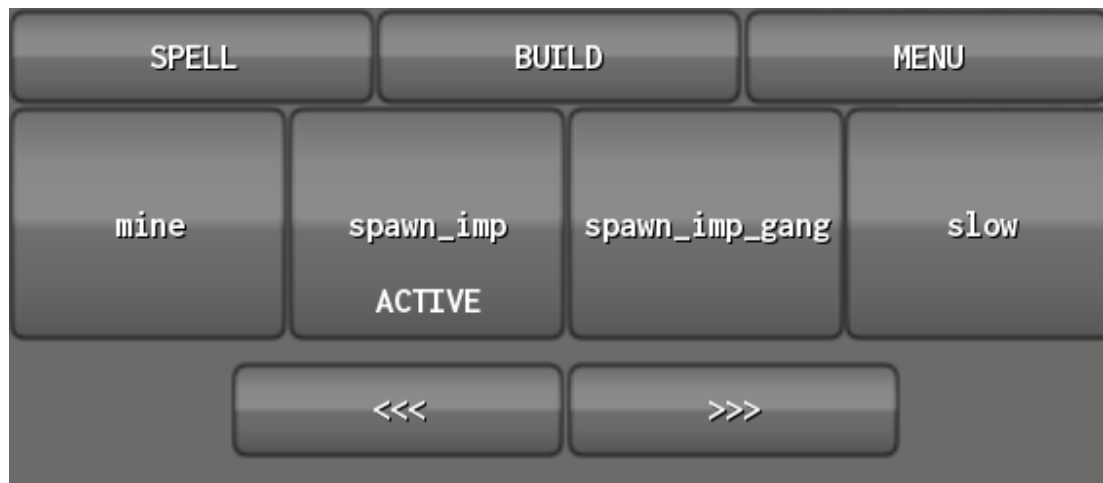 SPELL BUILD MENU
mine spawn_imp spawn_imp_gang slow
ACTIVE
<<< >>>